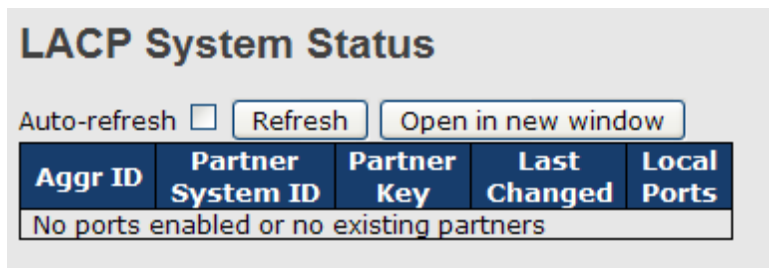 LACP System Status
Auto-refresh Refresh Open in new window
Aggr ID Partner System ID Partner Key Last Changed Local Ports
No ports enabled or no existing partners